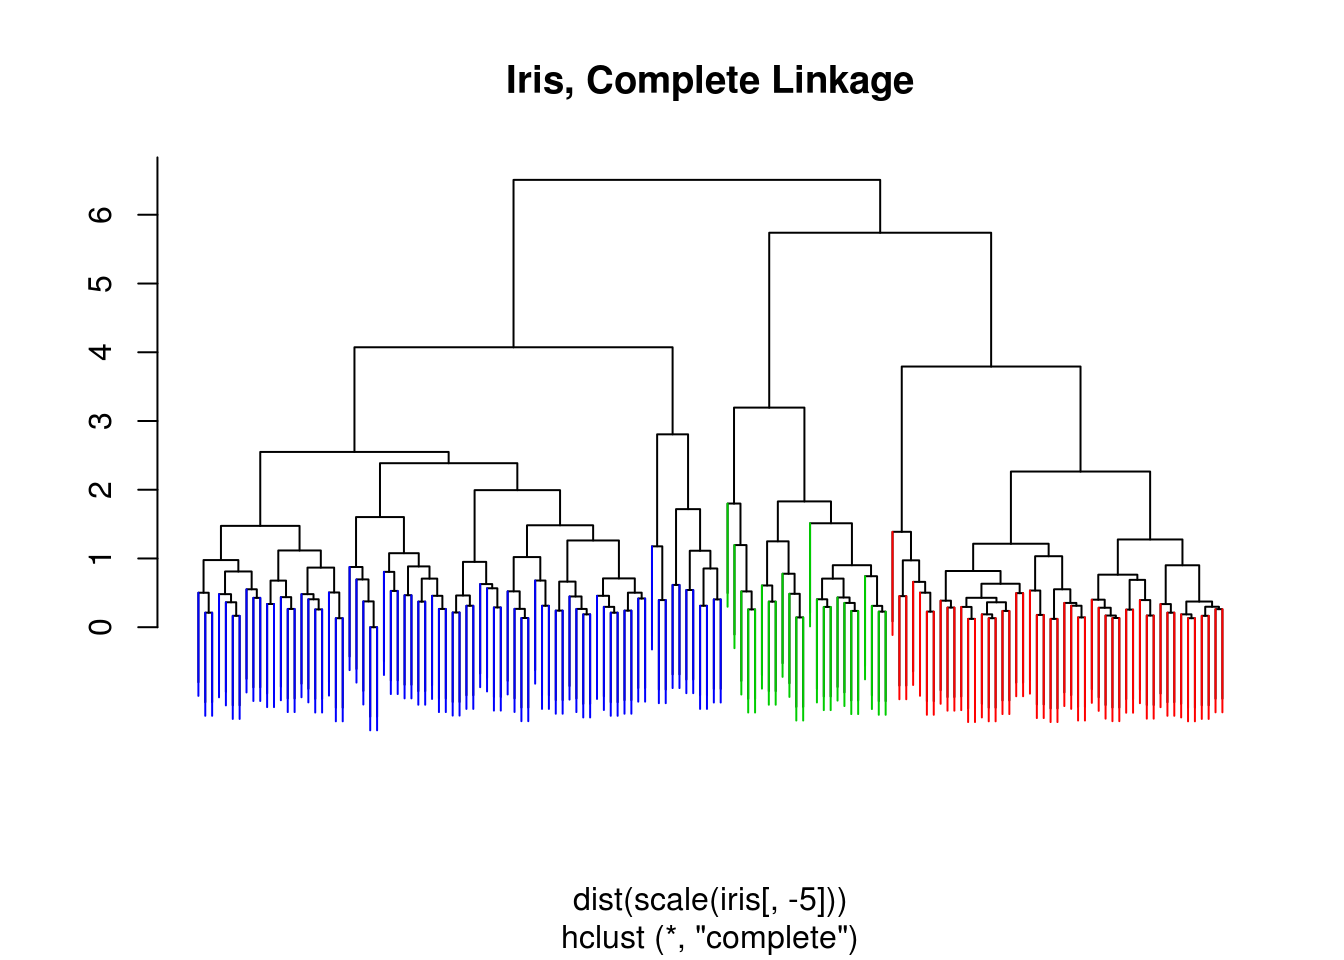 Iris, Complete Linkage
6
5
4
3
2
1
0
dist(scale(iris[, -5]))
hclust (*, "complete")